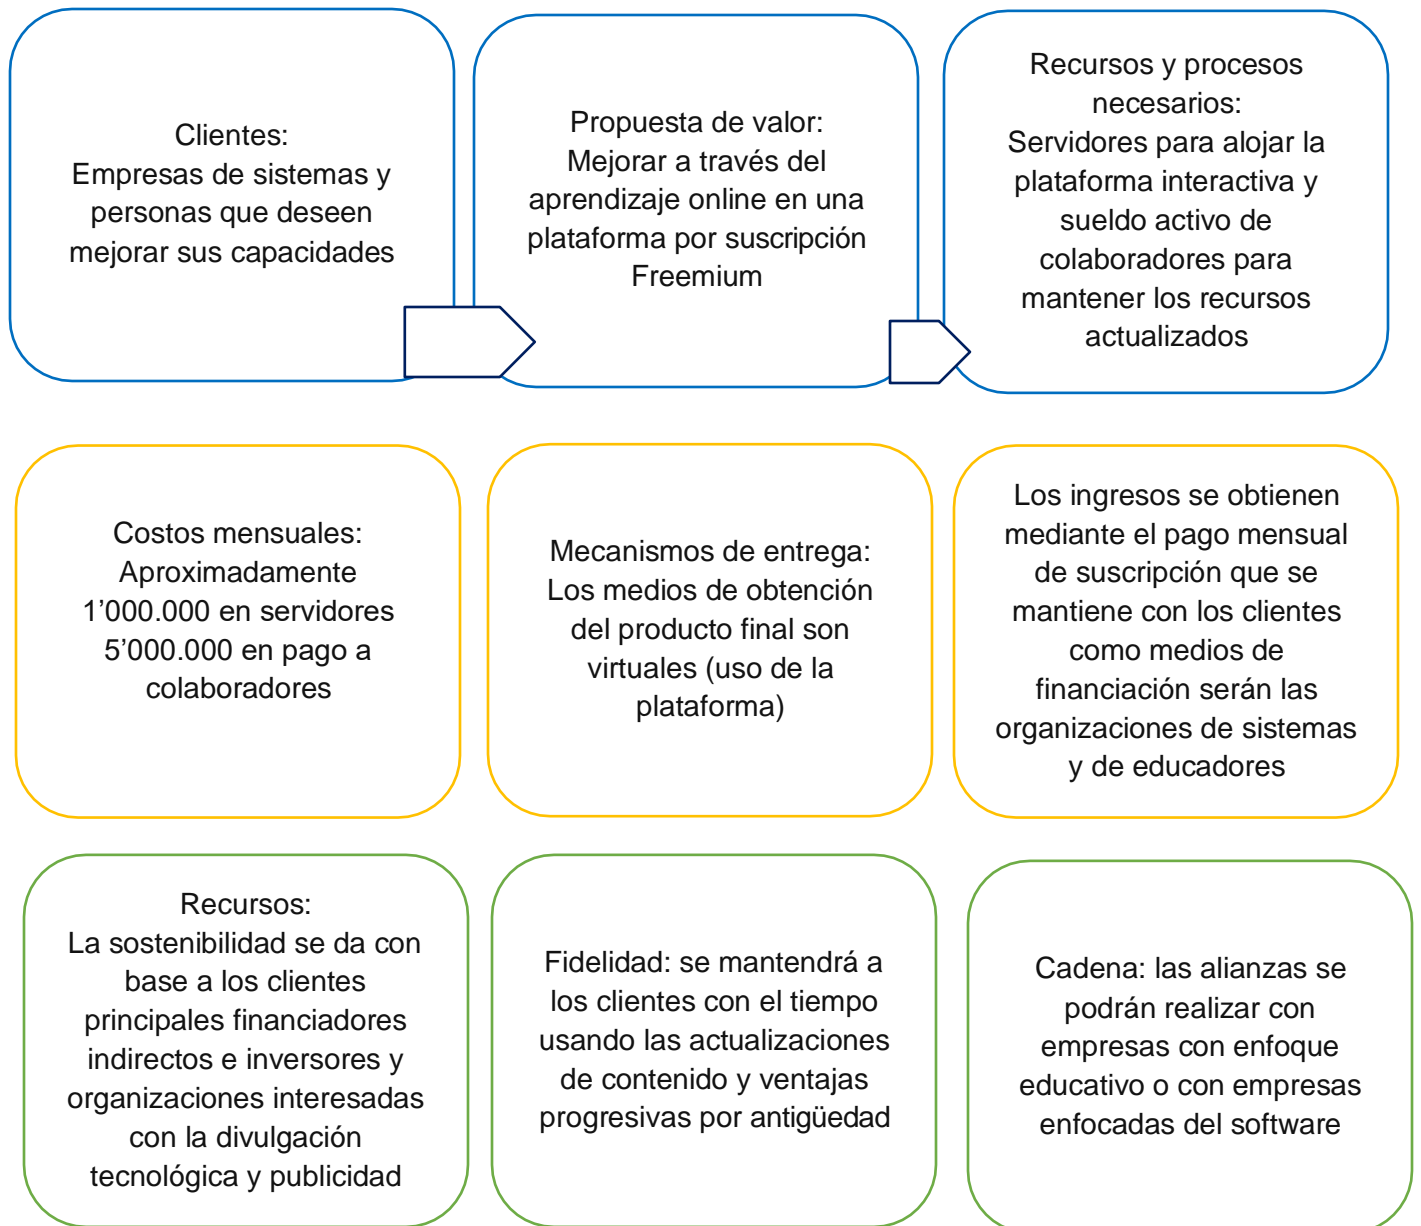 Clientes:
Empresas de sistemas y
personas que deseen
mejorar sus capacidades
Propuesta de valor:
Mejorar a través del
aprendizaje online en una
plataforma por suscripción
Freemium
Recursos y procesos
necesarios:
Servidores para alojar la
plataforma interactiva y
sueldo activo de
colaboradores para
mantener los recursos
actualizados
Costos mensuales:
Aproximadamente
1’000.000 en servidores
5’000.000 en pago a
colaboradores
Mecanismos de entrega:
Los medios de obtención
del producto final son
virtuales (uso de la
plataforma)
Los ingresos se obtienen
mediante el pago mensual
de suscripción que se
mantiene con los clientes
como medios de
financiación serán las
organizaciones de sistemas
y de educadores
Recursos:
La sostenibilidad se da con
base a los clientes
principales financiadores
indirectos e inversores y
organizaciones interesadas
con la divulgación
tecnológica y publicidad
Fidelidad: se mantendrá a
los clientes con el tiempo
usando las actualizaciones
de contenido y ventajas
progresivas por antigüedad
Cadena: las alianzas se
podrán realizar con
empresas con enfoque
educativo o con empresas
enfocadas del software